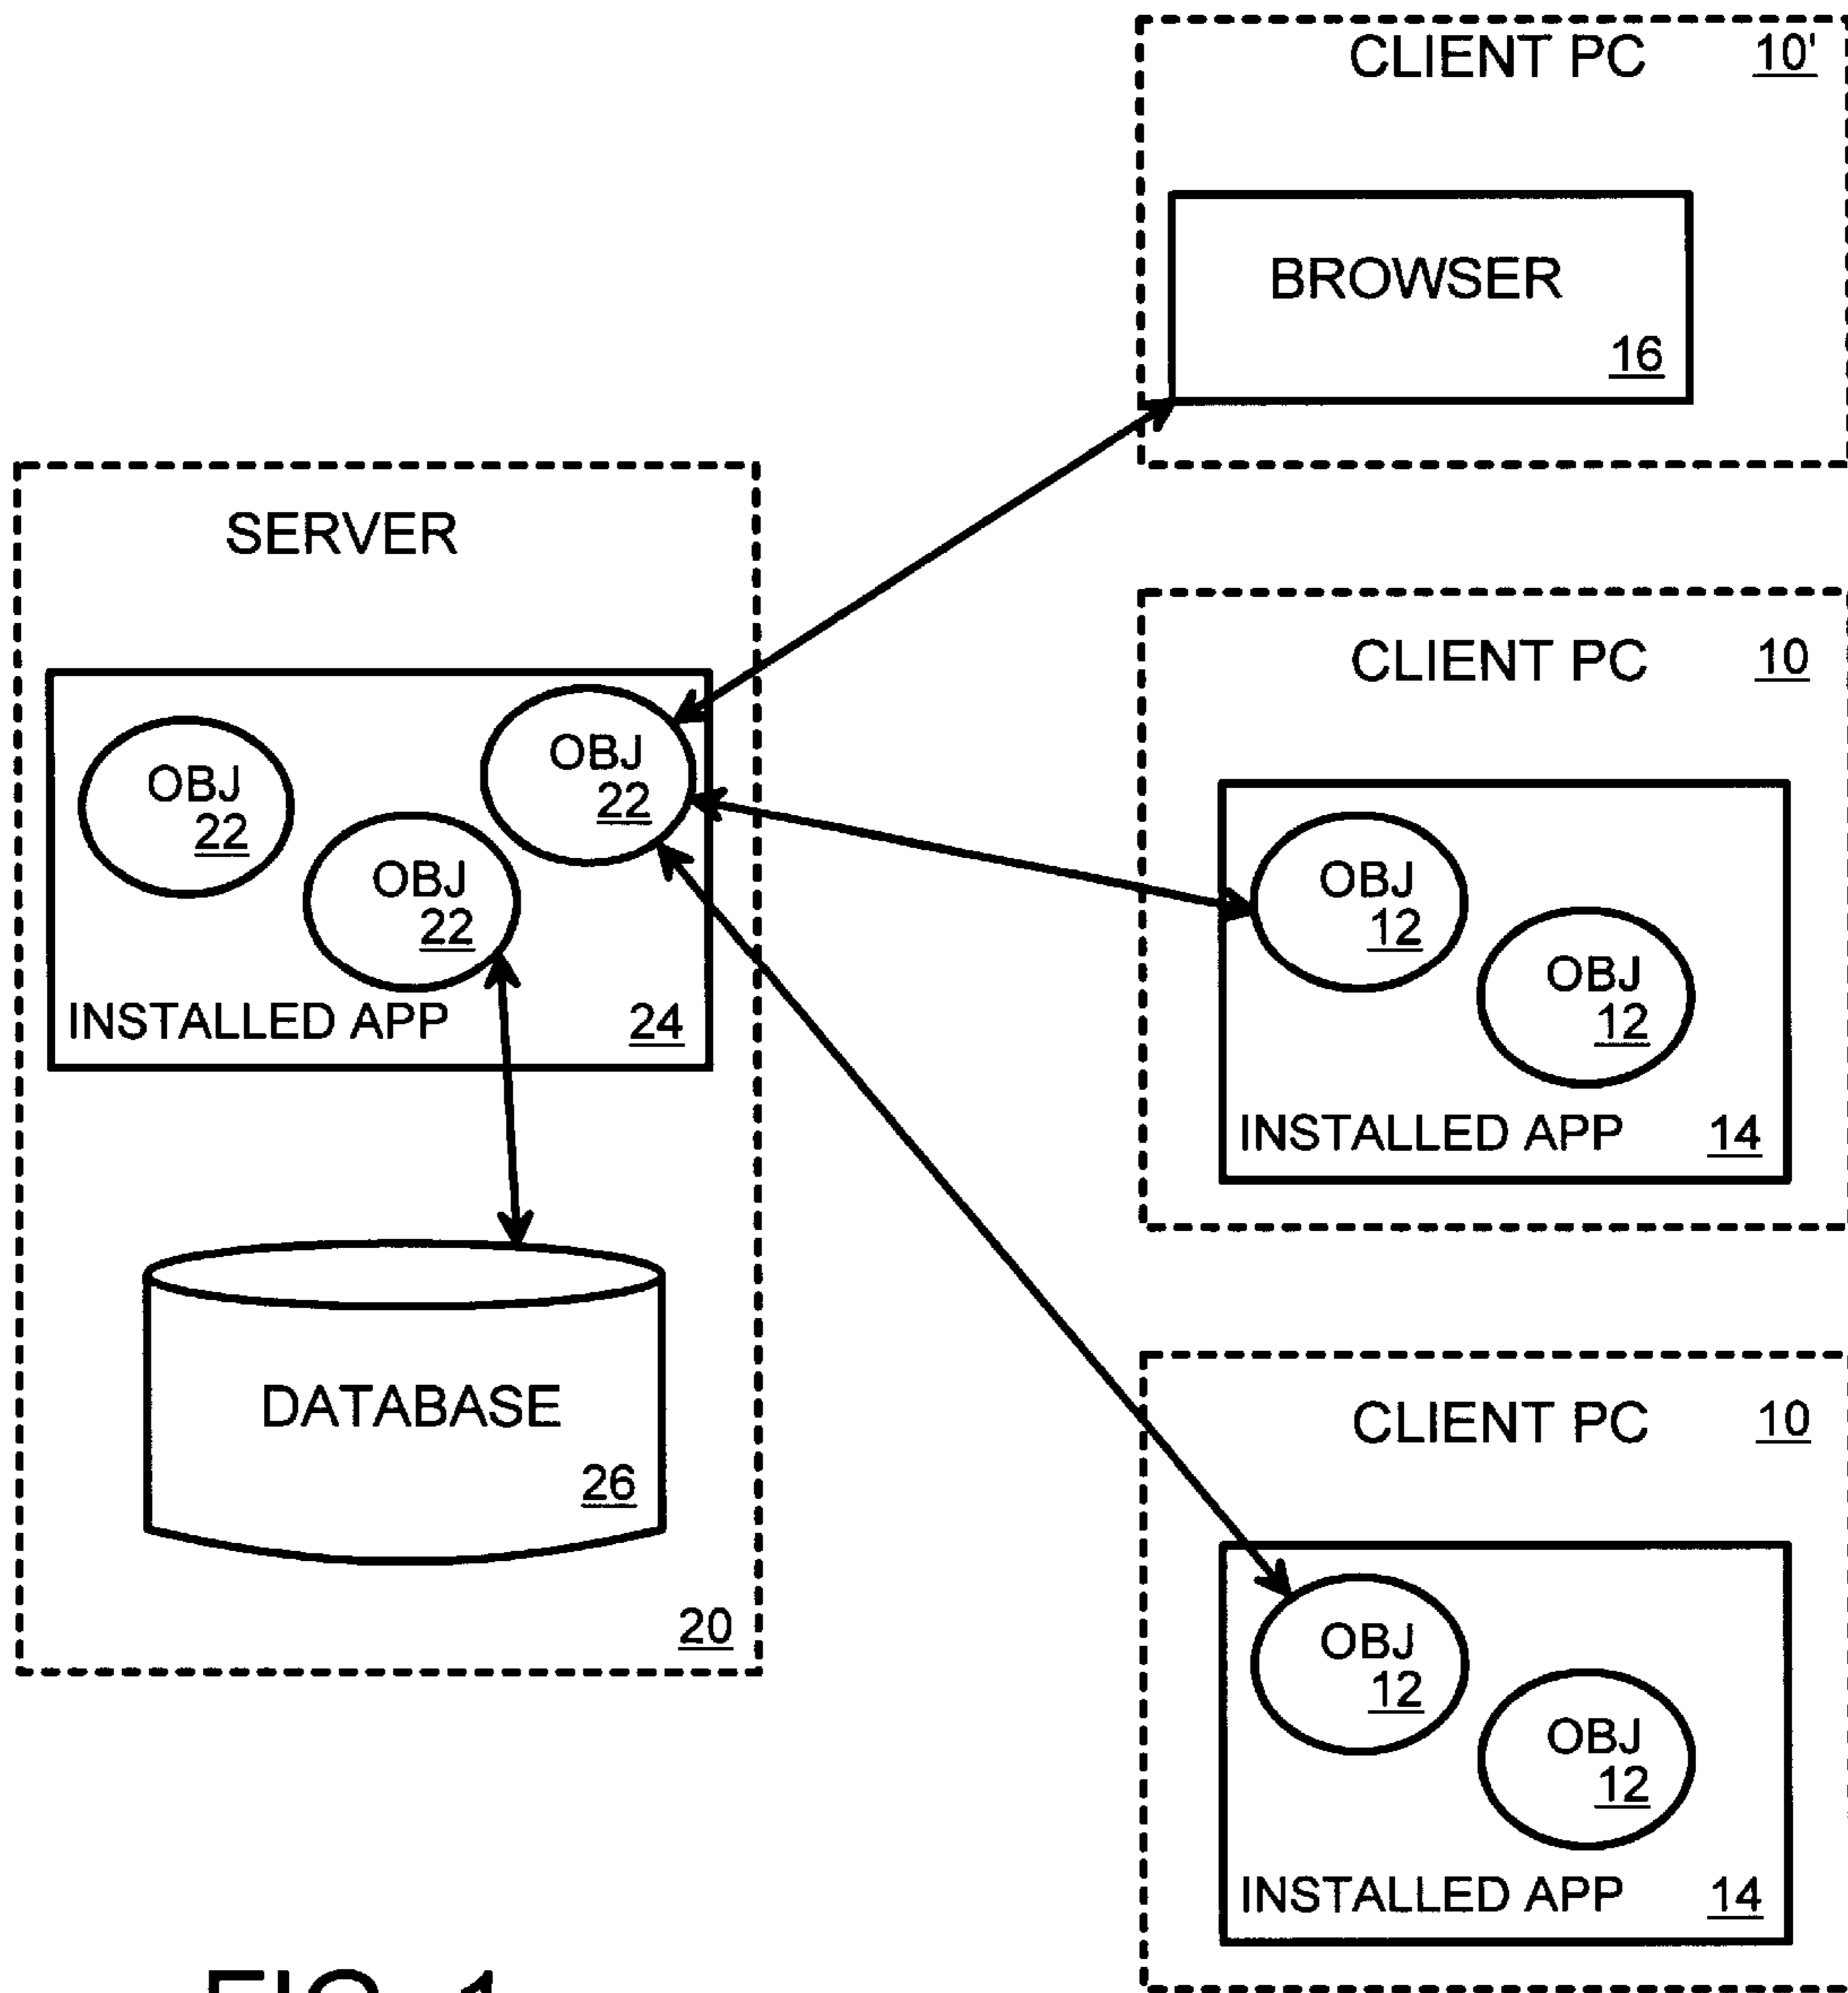 CLIENT PC 10'
BROWSER
16
SERVER
OBJ
22
OBJ
22
OBJ
22
INSTALLED APP 24
DATABASE
26
20
CLIENT PC 10
OBJ
12
OBJ
12
INSTALLED APP 14
CLIENT PC 10
OBJ
12
OBJ
12
INSTALLED APP 14
FIG. 1